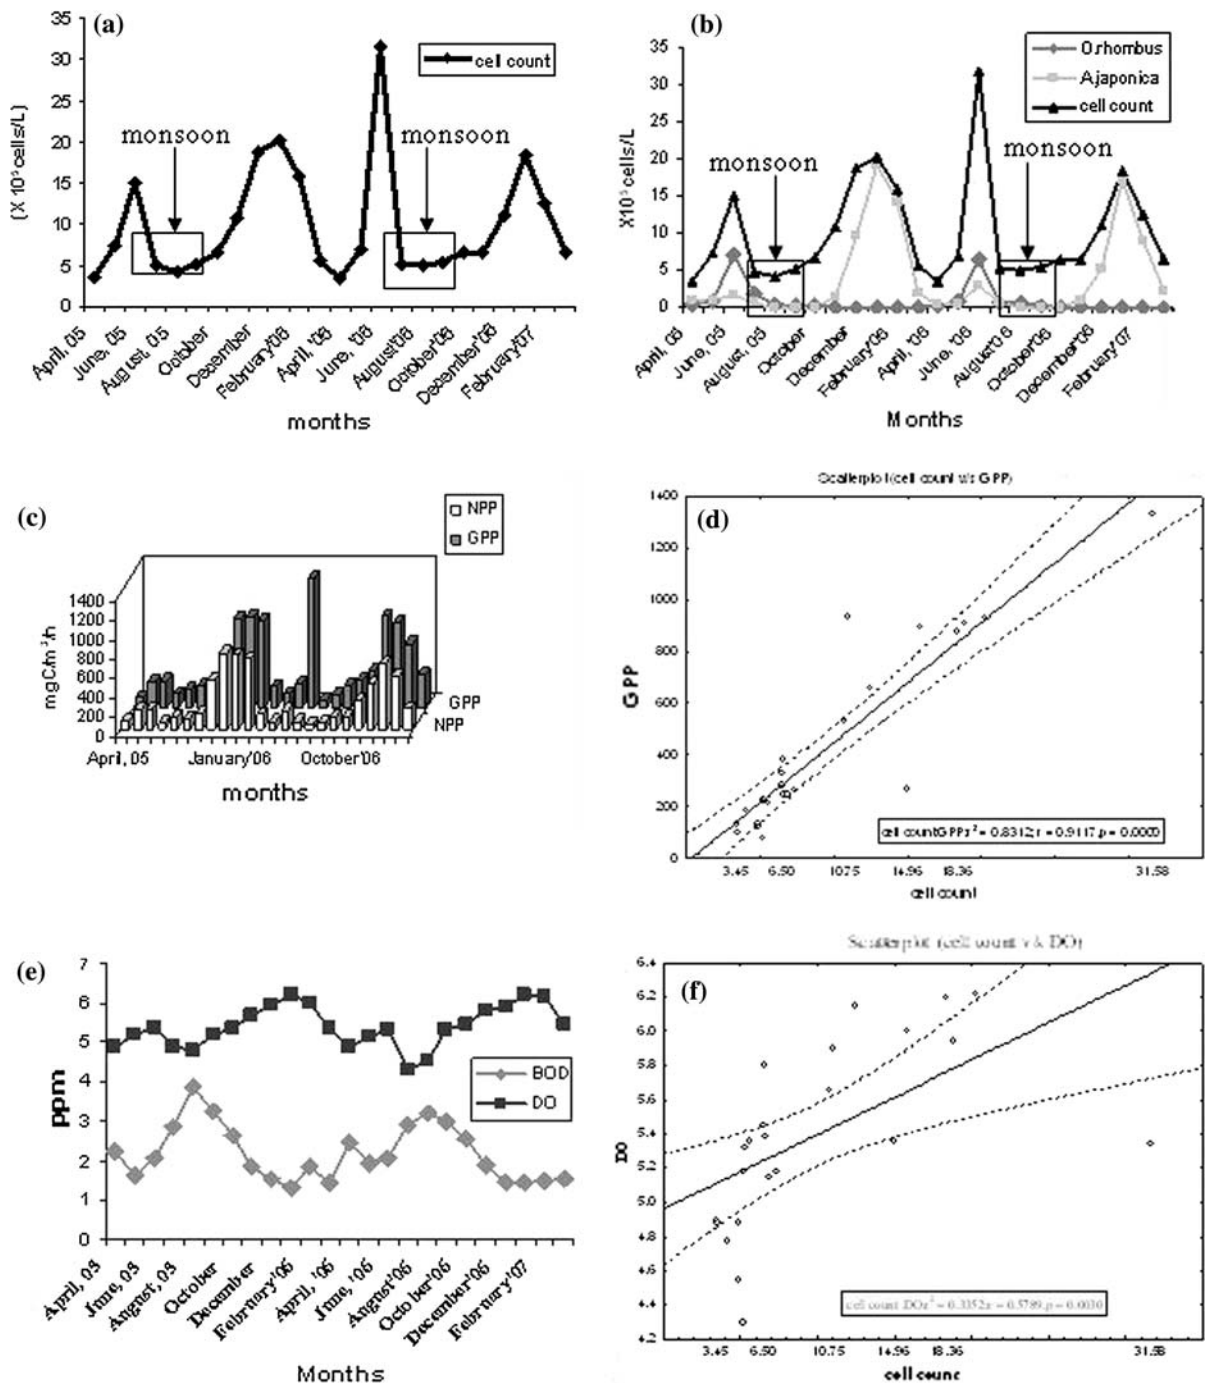 (a)
35
30
25
20
15
10
5
0
cell count
monsoon
monsoon
April, 05
June, 05
August, 05
October
December
February'06
April, '06
June, '06
August'06
October'06
December'06
February'07
months
(b)
35
30
25
20
15
10
5
0
O.rhombus
A.japonica
cell count
monsoon
monsoon
April, 05
June, 05
August, 05
October
December
February'06
April, '06
June, '06
August'06
October'06
December'06
February'07
Months
(c)
NPP
GPP
1400
1200
1000
800
600
400
200
0
GPP
NPP
April, 05
January'06
October'06
months
Scatterplot (cell count v/s GPP)
(d)
1400
1200
1000
800
600
400
200
0
GPP
3.45
6.50
10.75
14.96
18.36
31.58
cell count
(e)
7
6
5
4
3
2
1
0
ppm
BOD
DO
June, 05
October
December
February'06
April, '06
June, '06
August'06
October'06
December'06
February'07
Months
Scatterplot (cell count v/s DO)
(f)
6.4
6.2
6.0
5.8
5.6
5.4
5.2
5.0
4.8
4.6
4.4
4.2
DO
3.45
6.50
10.75
14.96
18.36
31.58
cell count